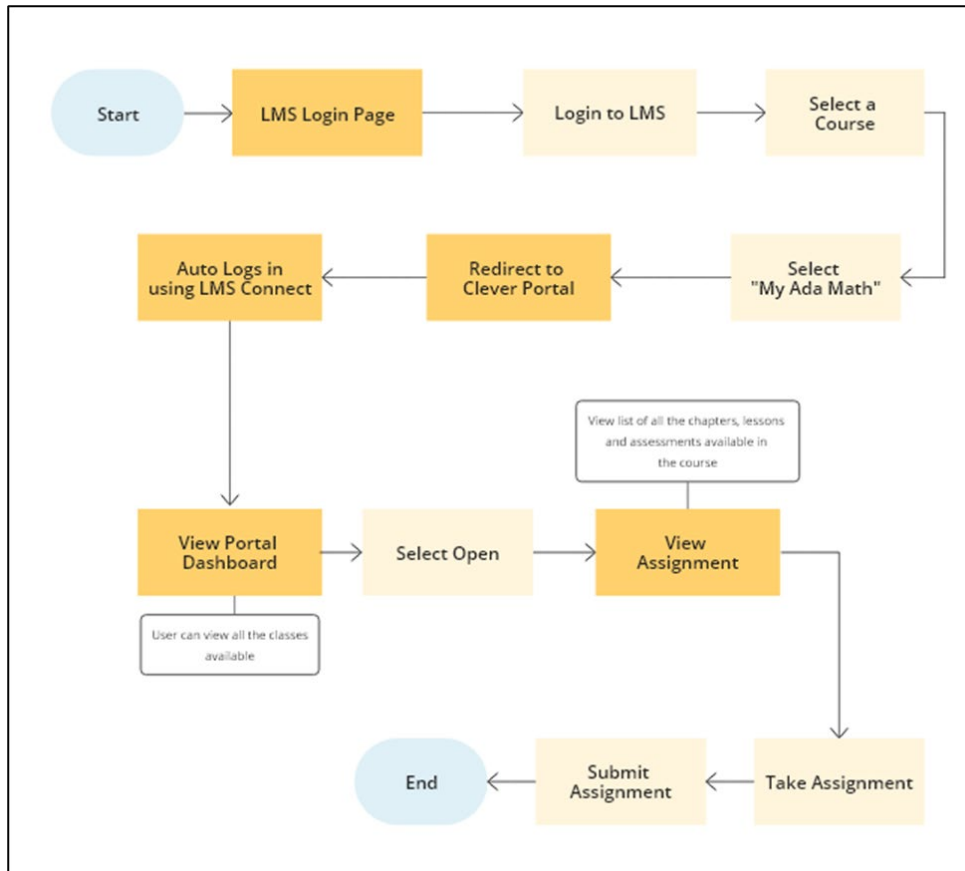 Start
LMS Login Page
Login to LMS
Select a
Course
Select
"My Ada Math"
Redirect to
Clever Portal
Auto Logs in
using LMS Connect
View Portal
Dashboard
User can view all the classes
available
Select Open
View list of all the chapters, lessons
and assessments available in
the course
View
Assignment
Take Assignment
Submit
Assignment
End